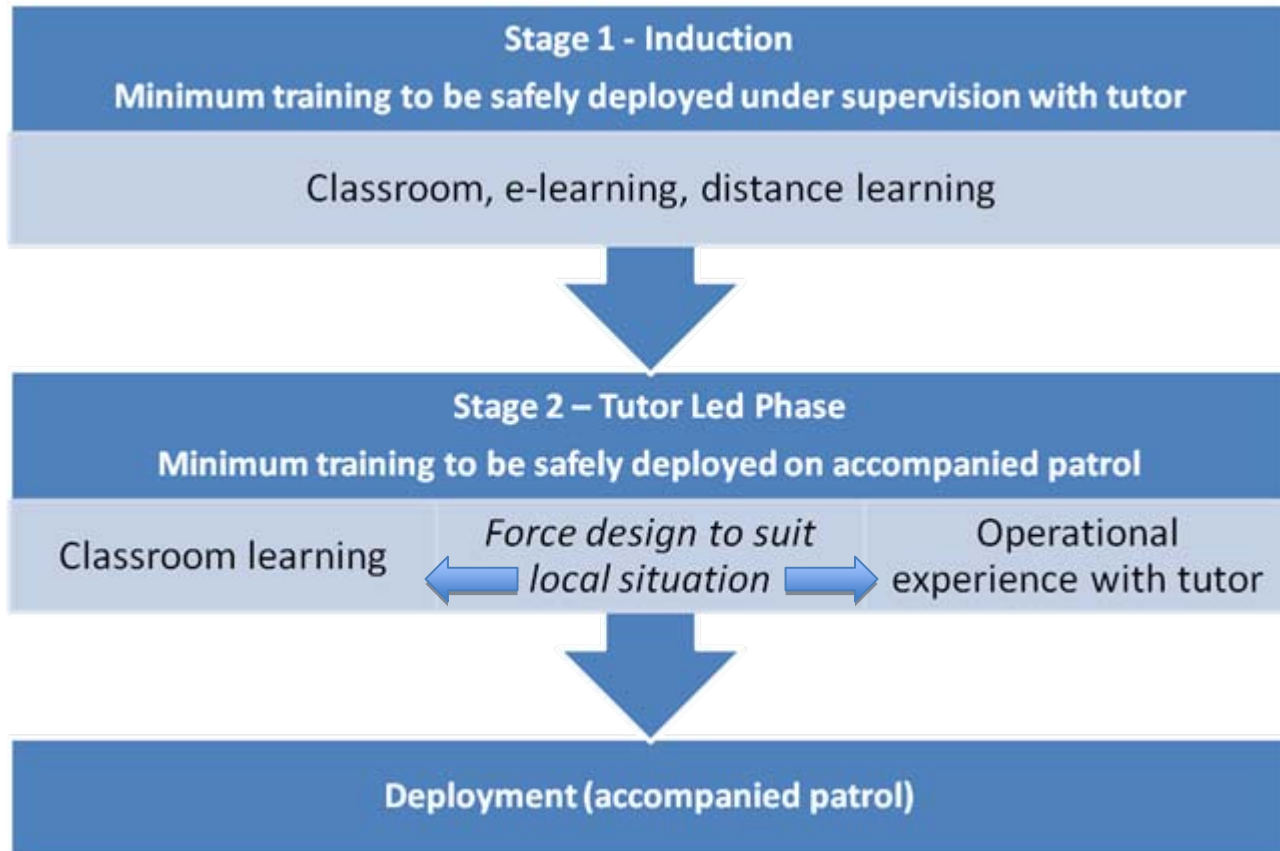 Stage 1 - Induction
Minimum training to be safely deployed under supervision with tutor
Classroom, e-learning, distance learning
Stage 2 – Tutor Led Phase
Minimum training to be safely deployed on accompanied patrol
Classroom learning
Force design to suit
local situation
Operational
experience with tutor
Deployment (accompanied patrol)